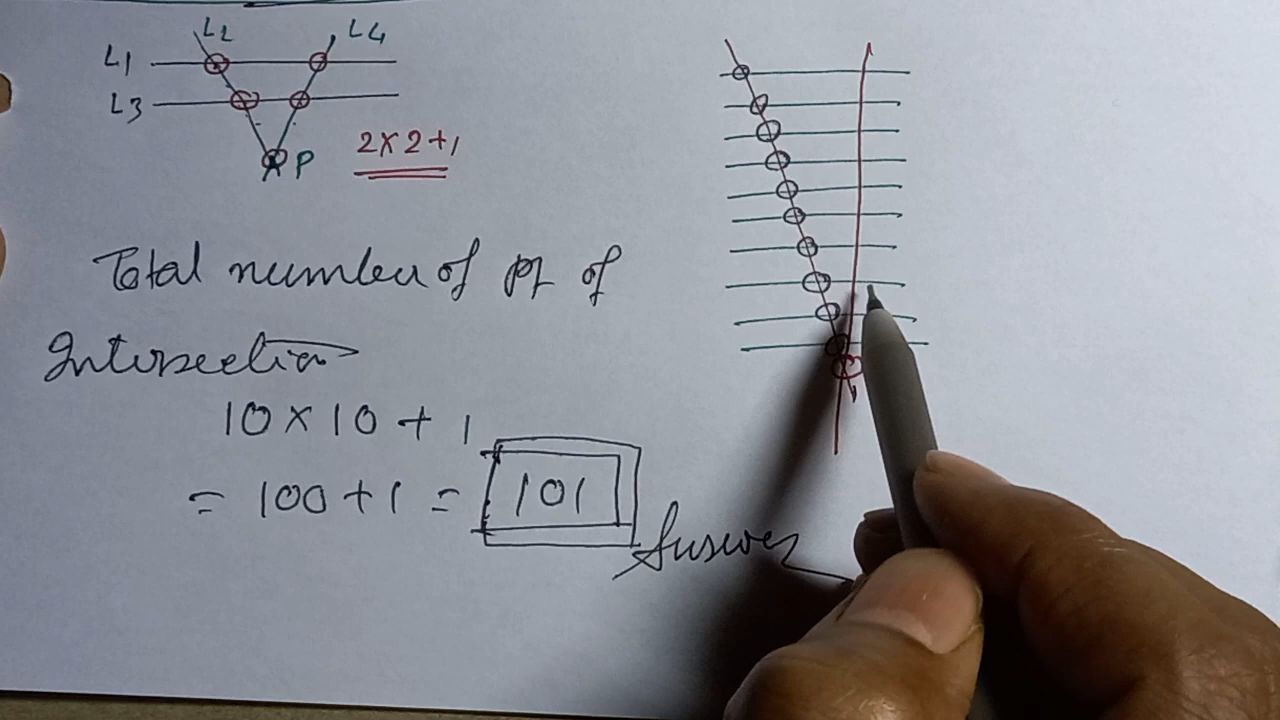 L2 L4
L1
L3
P 2×2+1
Total number of pt of
Intersection
10×10+1
= 100+1 = 101
Answer